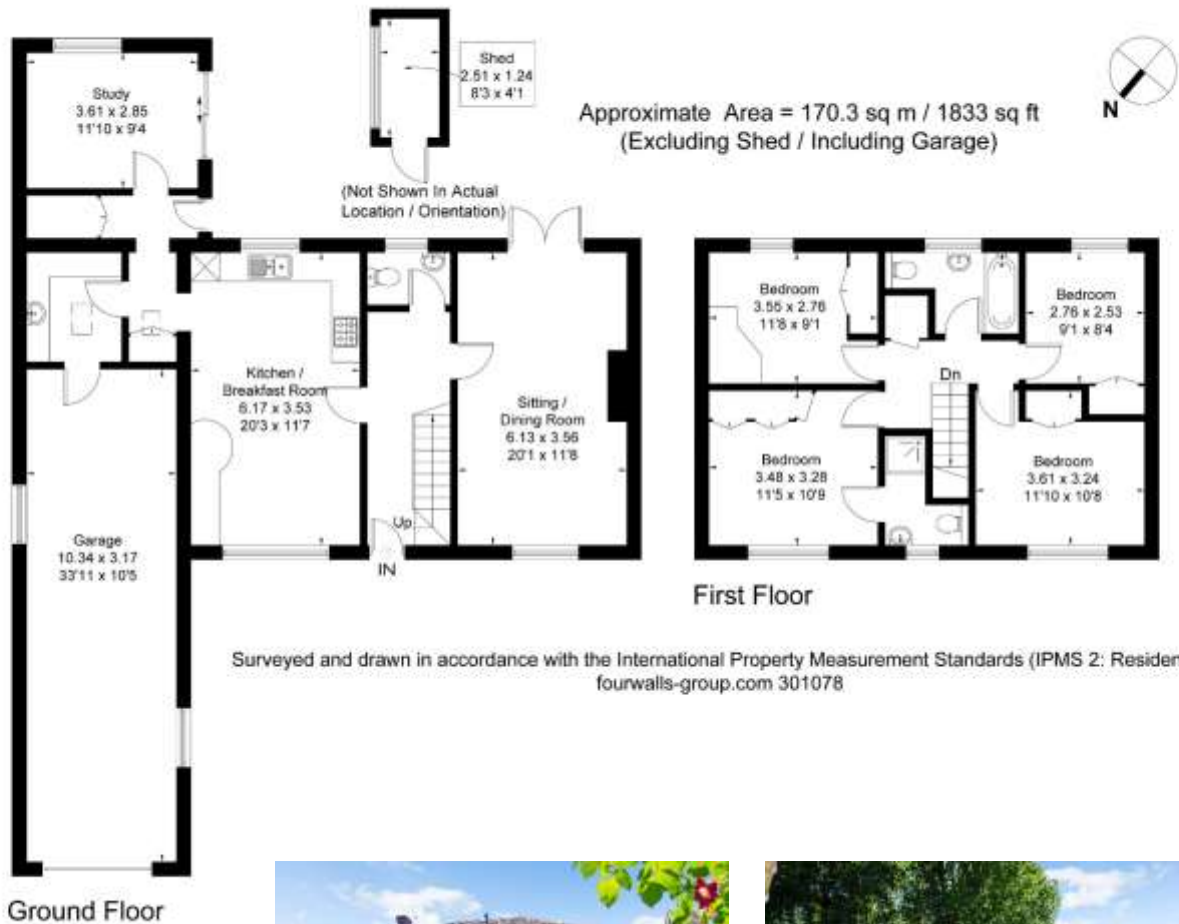 Shed
2.51 x 1.24
8'3 x 4'1
Approximate Area = 170.3 sq m / 1833 sq ft
(Excluding Shed / Including Garage)
N
Study
3.61 x 2.85
11'10 x 9'4
(Not Shown In Actual
Location / Orientation)
Kitchen /
Breakfast Room
6.17 x 3.53
20'3 x 11'7
Sitting /
Dining Room
6.13 x 3.56
20'1 x 11'8
Up
IN
Garage
10.34 x 3.17
33'11 x 10'5
Ground Floor
Bedroom
3.55 x 2.76
11'8 x 9'1
Bedroom
2.76 x 2.53
9'1 x 8'4
Dn
Bedroom
3.48 x 3.28
11'5 x 10'9
Bedroom
3.61 x 3.24
11'10 x 10'8
First Floor
Surveyed and drawn in accordance with the International Property Measurement Standards (IPMS 2: Residen
fourwalls-group.com 301078